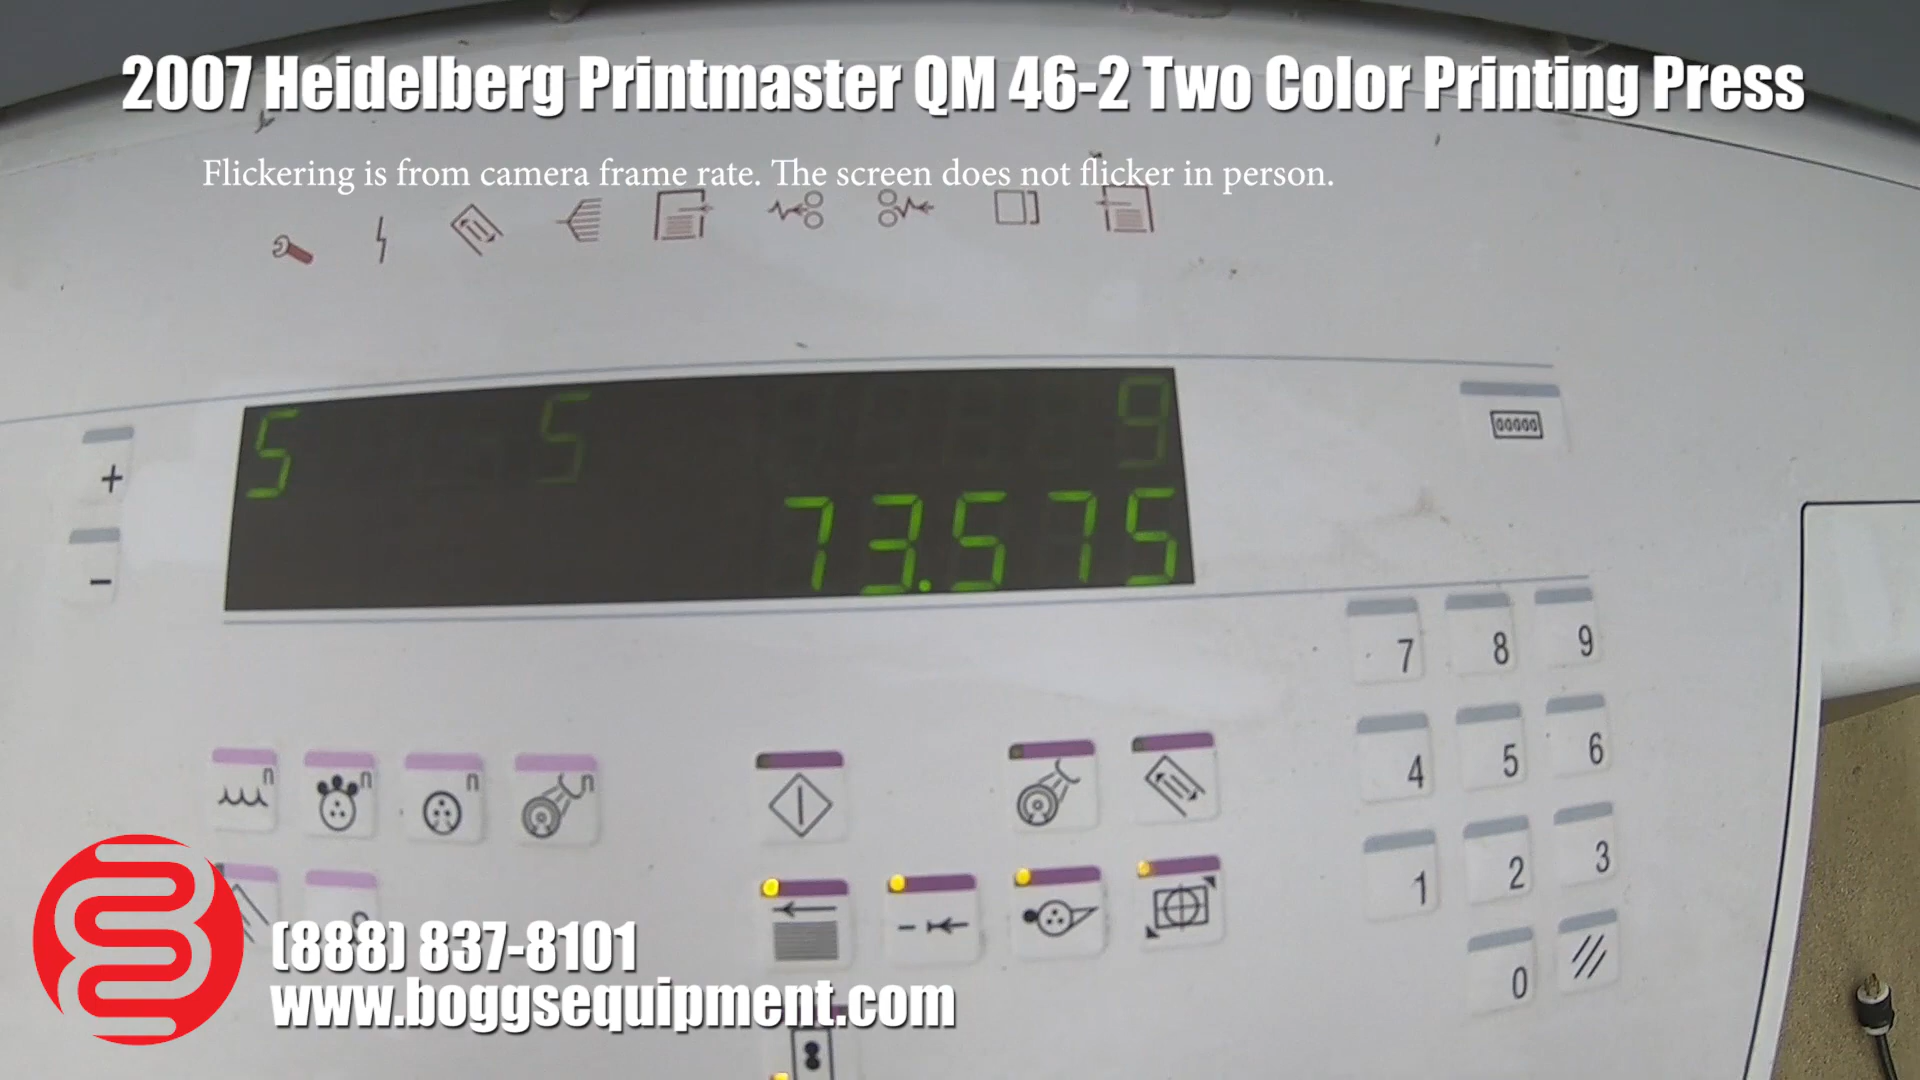 2007 Heidelberg Printmaster QM 46-2 Two Color Printing Press
Flickering is from camera frame rate. The screen does not flicker in person.
5 5 9
73.575
00000
+
-
7 8 9
4 5 6
1 2 3
0
n n n n
(888) 837-8101
www.boggsequipment.com